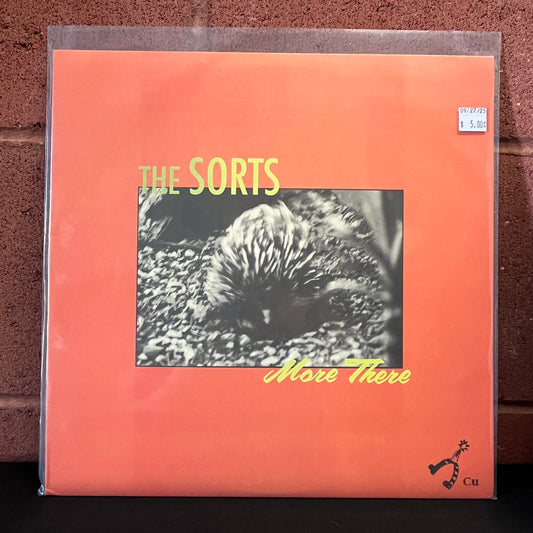 09/27/25
$ 5.00
THE SORTS
More There
Cu